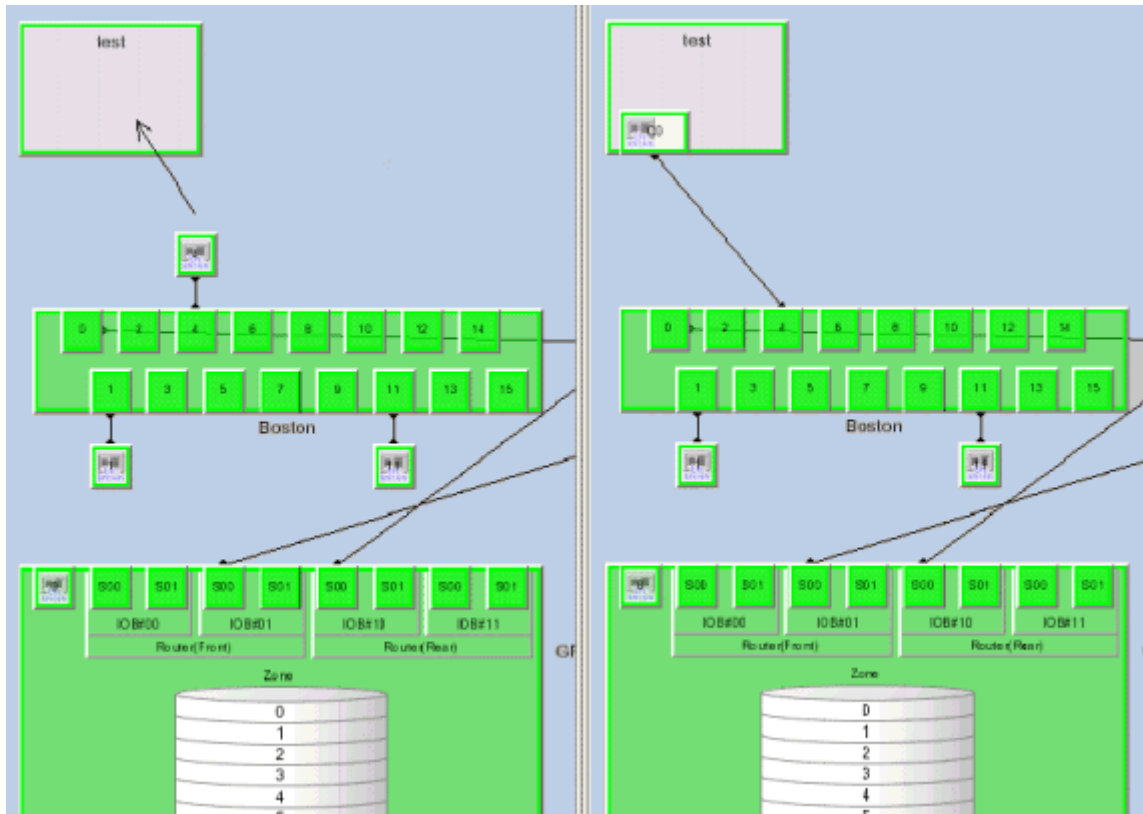 test
0 2 4 6 8 10 12 14
1 3 5 7 9 11 13 15
Boston
S00 S01 S00 S01 S00 S01 S00 S01
IOB#00 IOB#01 IOB#10 IOB#11
Router(Front) Router(Rear)
Zone
0
1
2
3
4
test
0 2 4 6 8 10 12 14
1 3 5 7 9 11 13 15
Boston
S00 S01 S00 S01 S00 S01 S00 S01
IOB#00 IOB#01 IOB#10 IOB#11
Router(Front) Router(Rear)
Zone
0
1
2
3
4